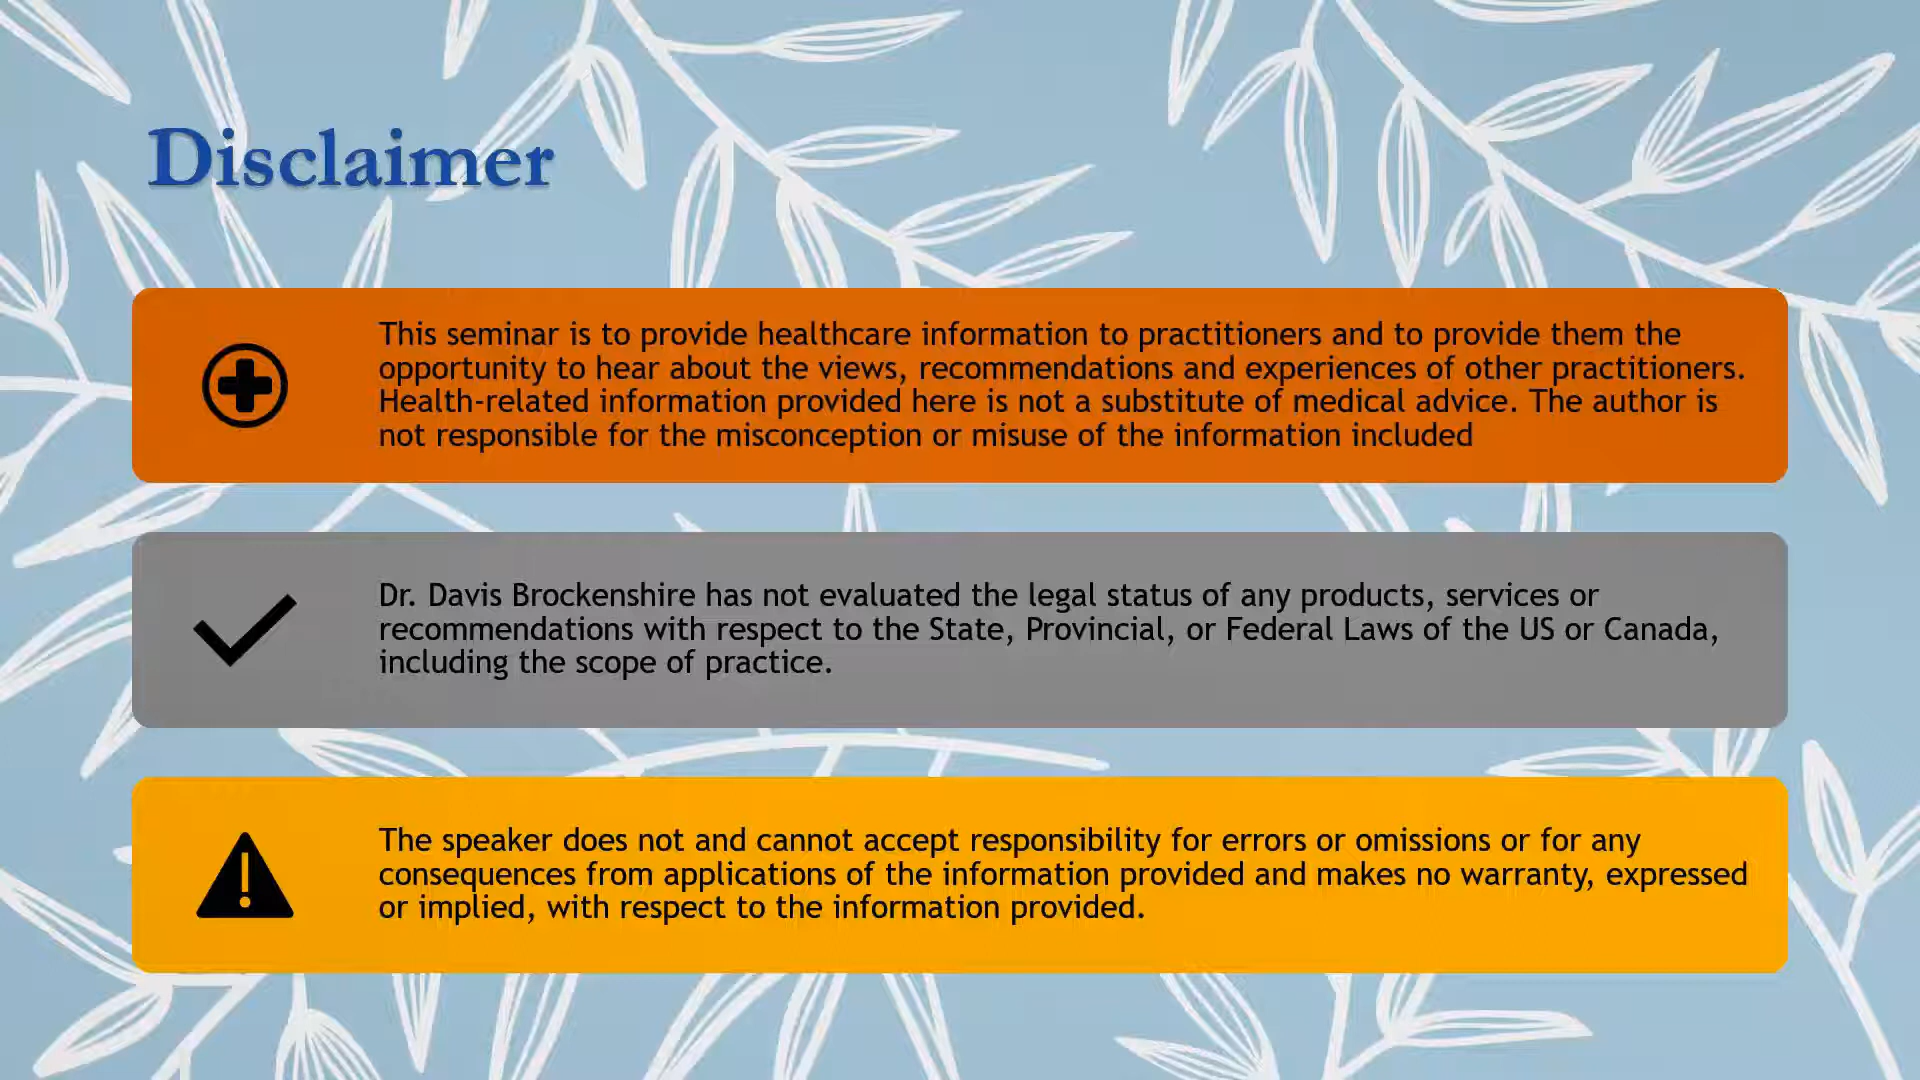 Disclaimer
This seminar is to provide healthcare information to practitioners and to provide them the
opportunity to hear about the views, recommendations and experiences of other practitioners.
Health-related information provided here is not a substitute of medical advice. The author is
not responsible for the misconception or misuse of the information included
Dr. Davis Brockenshire has not evaluated the legal status of any products, services or
recommendations with respect to the State, Provincial, or Federal Laws of the US or Canada,
including the scope of practice.
The speaker does not and cannot accept responsibility for errors or omissions or for any
consequences from applications of the information provided and makes no warranty, expressed
or implied, with respect to the information provided.